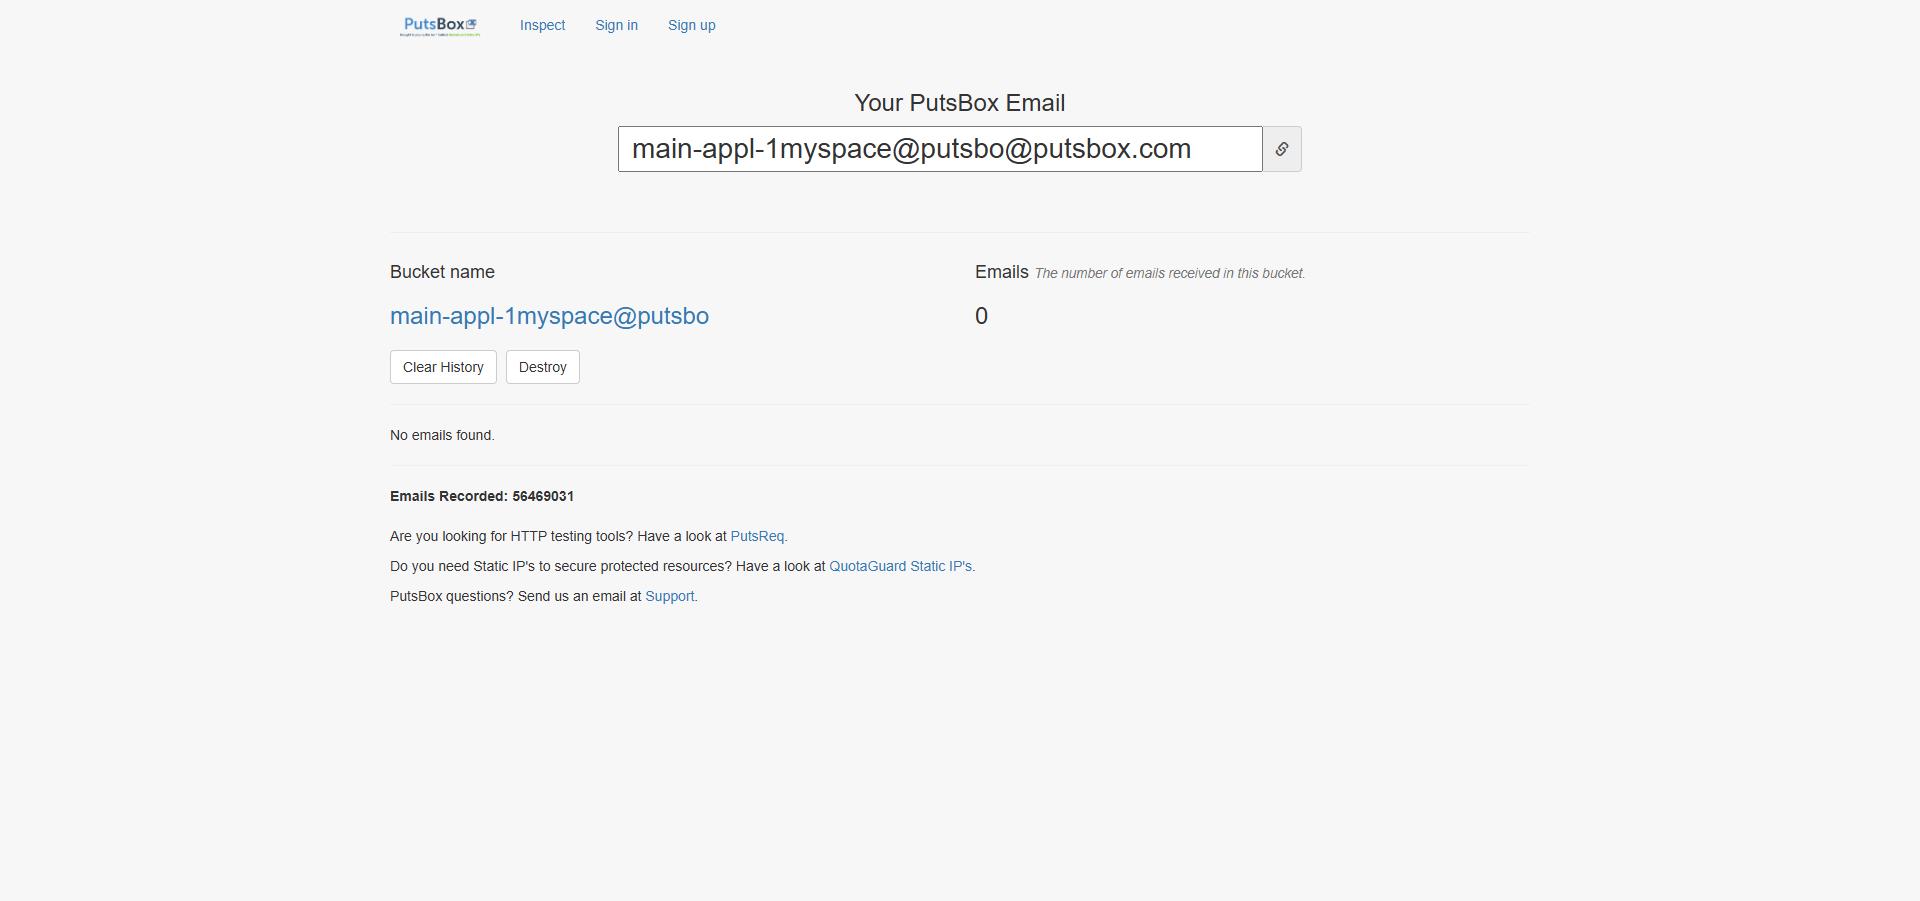 PutsBox
Inspect
Sign in
Sign up
Your PutsBox Email
main-appl-1myspace@putsbo@putsbox.com
Bucket name
Emails The number of emails received in this bucket.
main-appl-1myspace@putsbo
0
Clear History
Destroy
No emails found.
Emails Recorded: 56469031
Are you looking for HTTP testing tools? Have a look at PutsReq.
Do you need Static IP's to secure protected resources? Have a look at QuotaGuard Static IP's.
PutsBox questions? Send us an email at Support.